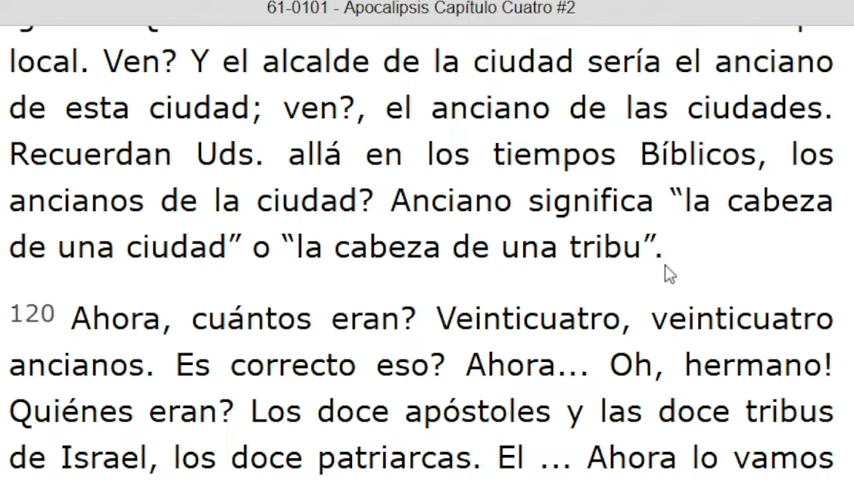 61-0101 - Apocalipsis Capítulo Cuatro #2
local. Ven? Y el alcalde de la ciudad sería el anciano
de esta ciudad; ven?, el anciano de las ciudades.
Recuerdan Uds. allá en los tiempos Bíblicos, los
ancianos de la ciudad? Anciano significa “la cabeza
de una ciudad” o “la cabeza de una tribu”.
120 Ahora, cuántos eran? Veinticuatro, veinticuatro
ancianos. Es correcto eso? Ahora... Oh, hermano!
Quiénes eran? Los doce apóstoles y las doce tribus
de Israel, los doce patriarcas. El ... Ahora lo vamos